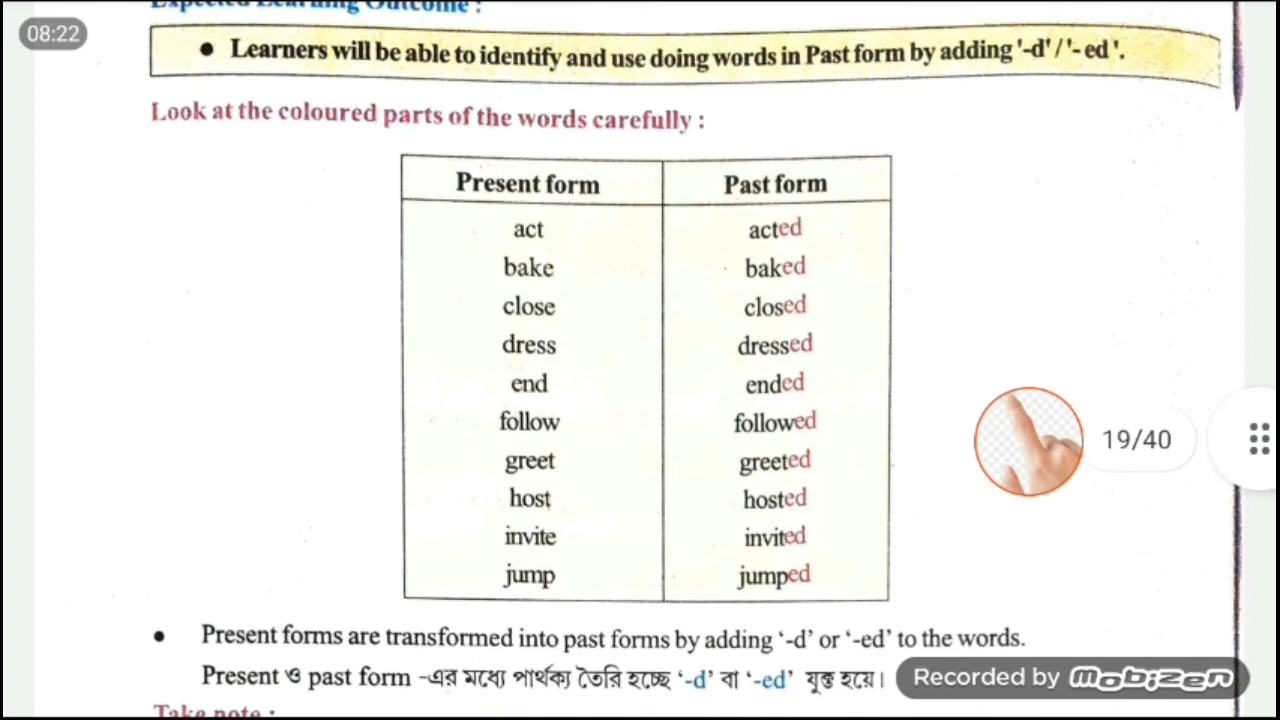 Expected Learning Outcome :
08:22
• Learners will be able to identify and use doing words in Past form by adding '-d' / '- ed '.
Look at the coloured parts of the words carefully :
Present form Past form
act acted
bake baked
close closed
dress dressed
end ended
follow followed
greet greeted
host hosted
invite invited
jump jumped
19/40
• Present forms are transformed into past forms by adding ‘-d’ or ‘-ed’ to the words.
Present ও past form -এর মধ্যে পার্থক্য তৈরি হচ্ছে ‘-d’ বা ‘-ed’ যুক্ত হয়ে।
Recorded by mobizen
Take note :